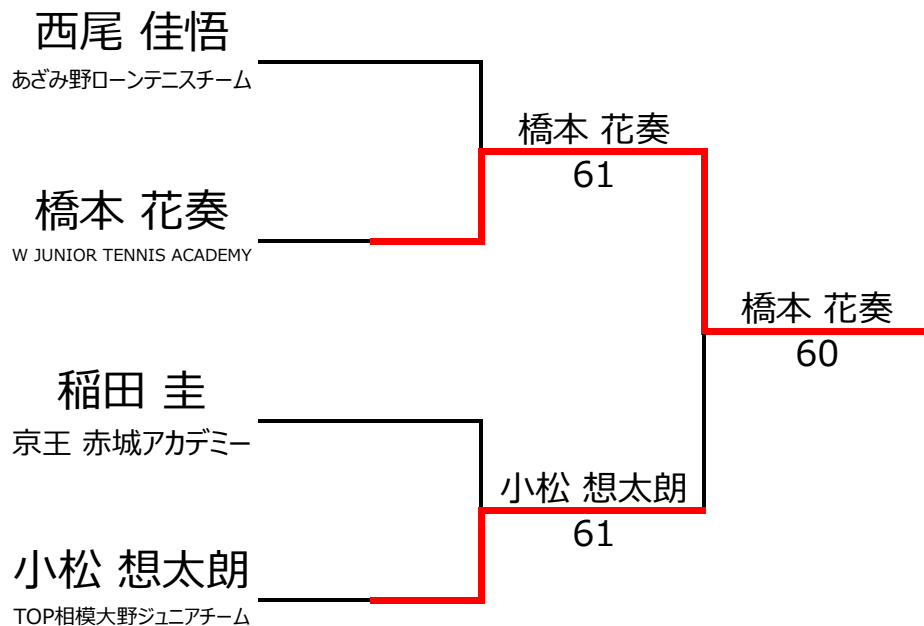 西尾 佳悟
あざみ野ローンテニスチーム
橋本 花奏
61
橋本 花奏
W JUNIOR TENNIS ACADEMY
橋本 花奏
60
稲田 圭
京王 赤城アカデミー
小松 想太朗
61
小松 想太朗
TOP相模大野ジュニアチーム